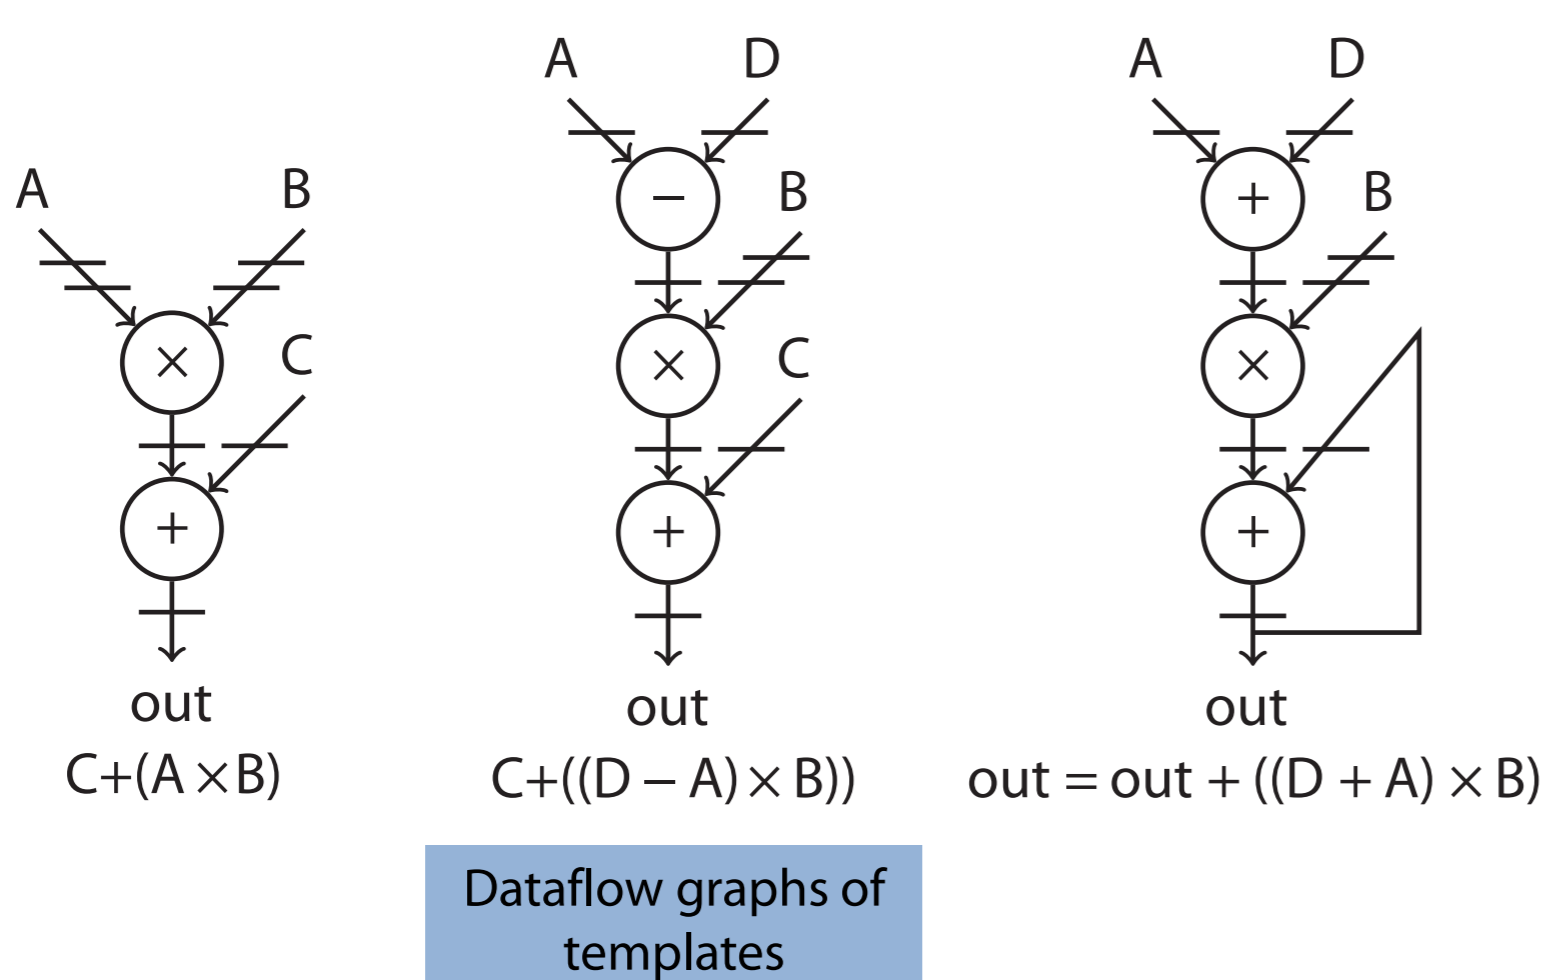 A D
A D
− B
+ B
A B
× C
× C
×
+
+
+
out
out
out
C+(A ×B)
C+((D − A) × B))
out = out + ((D + A) × B)
Dataflow graphs of
templates